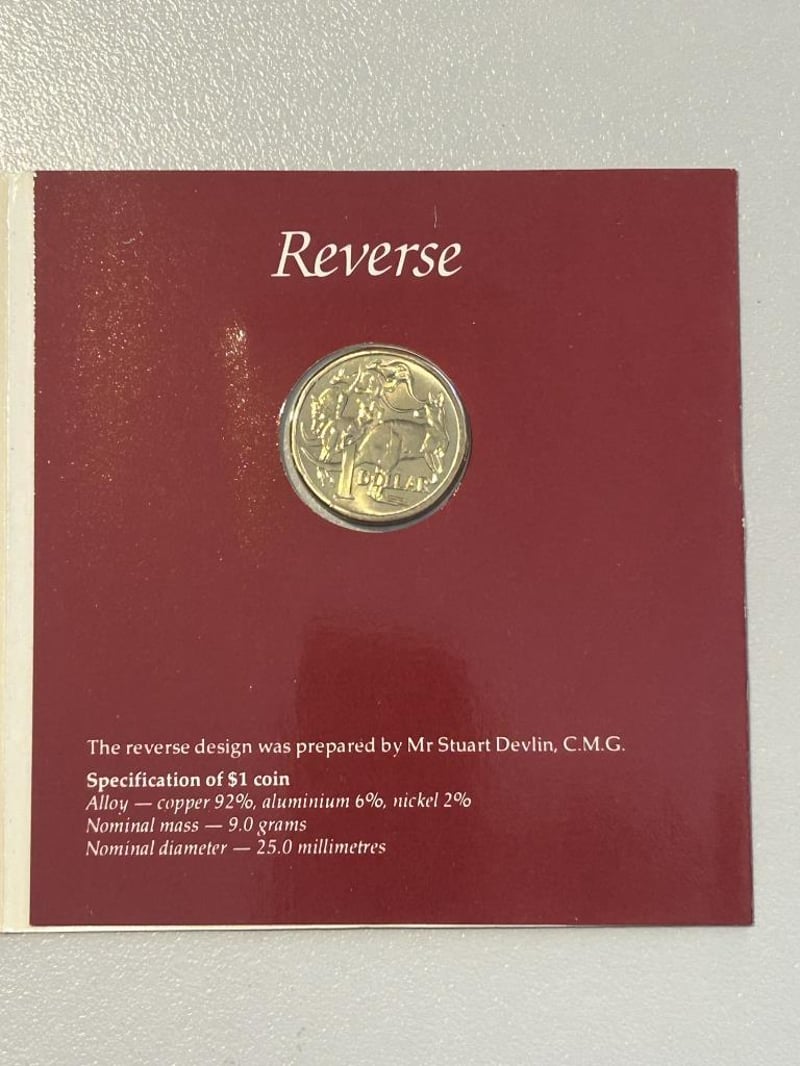 Reverse
1
DOLLAR
The reverse design was prepared by Mr Stuart Devlin, C.M.G.
Specification of $1 coin
Alloy — copper 92%, aluminium 6%, nickel 2%
Nominal mass — 9.0 grams
Nominal diameter — 25.0 millimetres